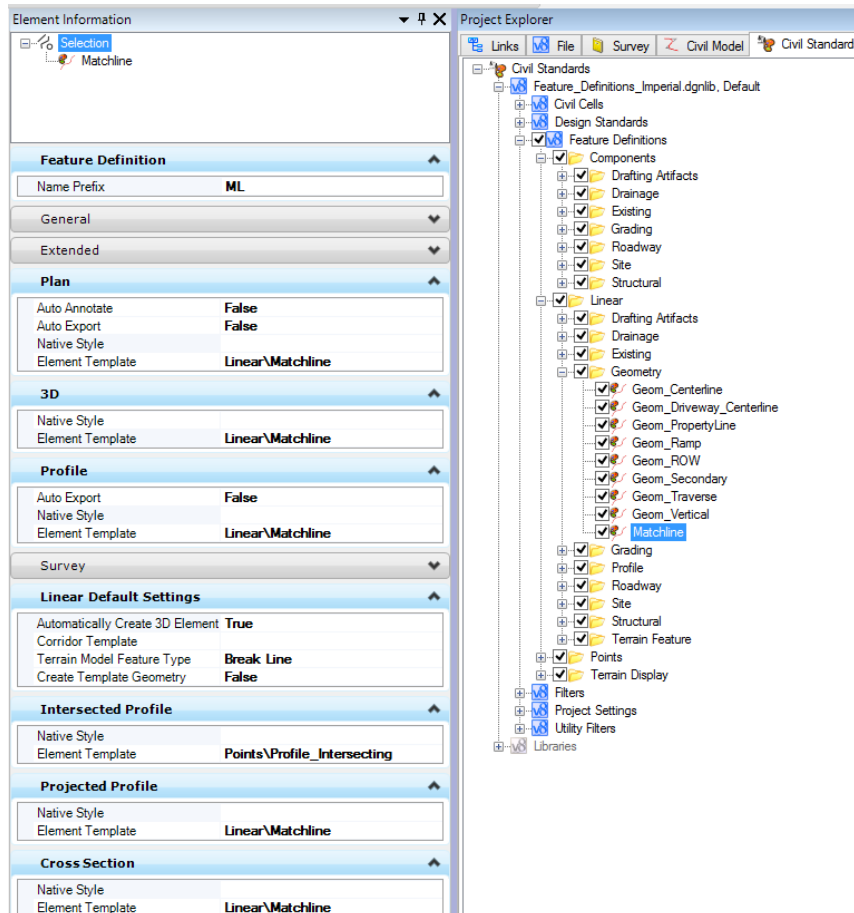 Element Information
Selection
Matchline
Feature Definition
Name Prefix ML
General
Extended
Plan
Auto Annotate False
Auto Export False
Native Style
Element Template Linear\Matchline
3D
Native Style
Element Template Linear\Matchline
Profile
Auto Export False
Native Style
Element Template Linear\Matchline
Survey
Linear Default Settings
Automatically Create 3D Element True
Corridor Template
Terrain Model Feature Type Break Line
Create Template Geometry False
Intersected Profile
Native Style
Element Template Points\Profile_Intersecting
Projected Profile
Native Style
Element Template Linear\Matchline
Cross Section
Native Style
Element Template Linear\Matchline
Project Explorer
Links File Survey Civil Model Civil Standard
Civil Standards
Feature_Definitions_Imperial.dgnlib, Default
Civil Cells
Design Standards
Feature Definitions
Components
Drafting Artifacts
Drainage
Existing
Grading
Roadway
Site
Structural
Linear
Drafting Artifacts
Drainage
Existing
Geometry
Geom_Centerline
Geom_Driveway_Centerline
Geom_PropertyLine
Geom_Ramp
Geom_ROW
Geom_Secondary
Geom_Traverse
Geom_Vertical
Matchline
Grading
Profile
Roadway
Site
Structural
Terrain Feature
Points
Terrain Display
Filters
Project Settings
Utility Filters
Libraries